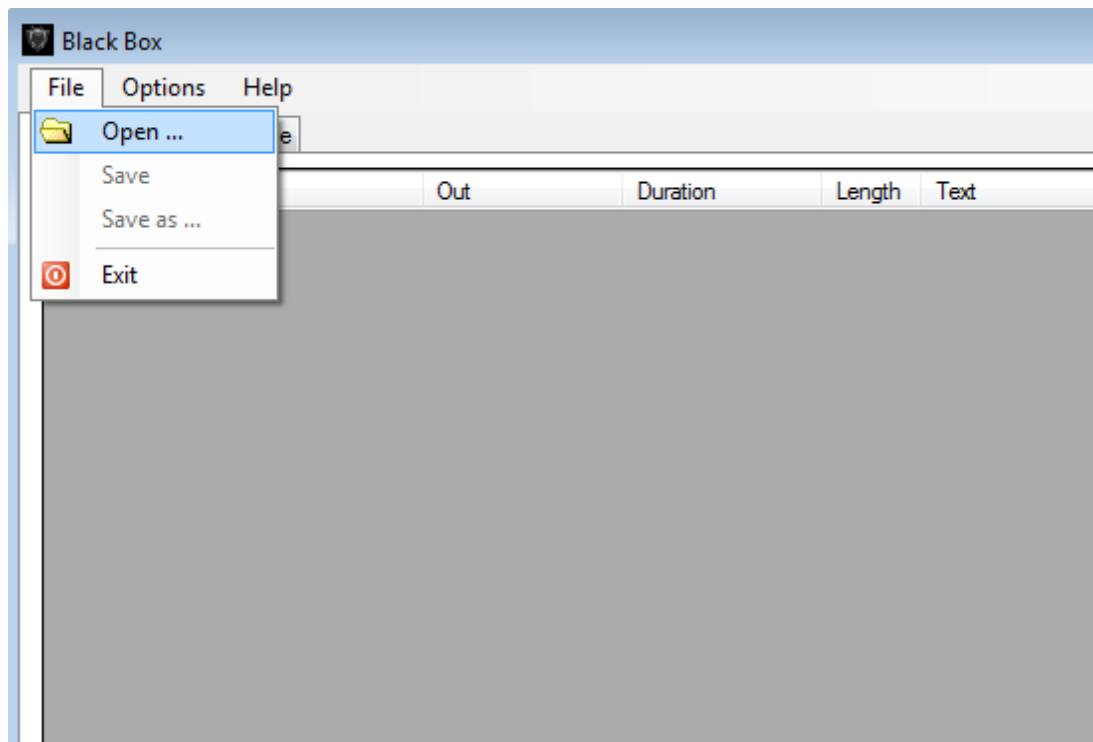 Black Box
File Options Help
Open ...
Save
Out Duration Length Text
Save as ...
Exit